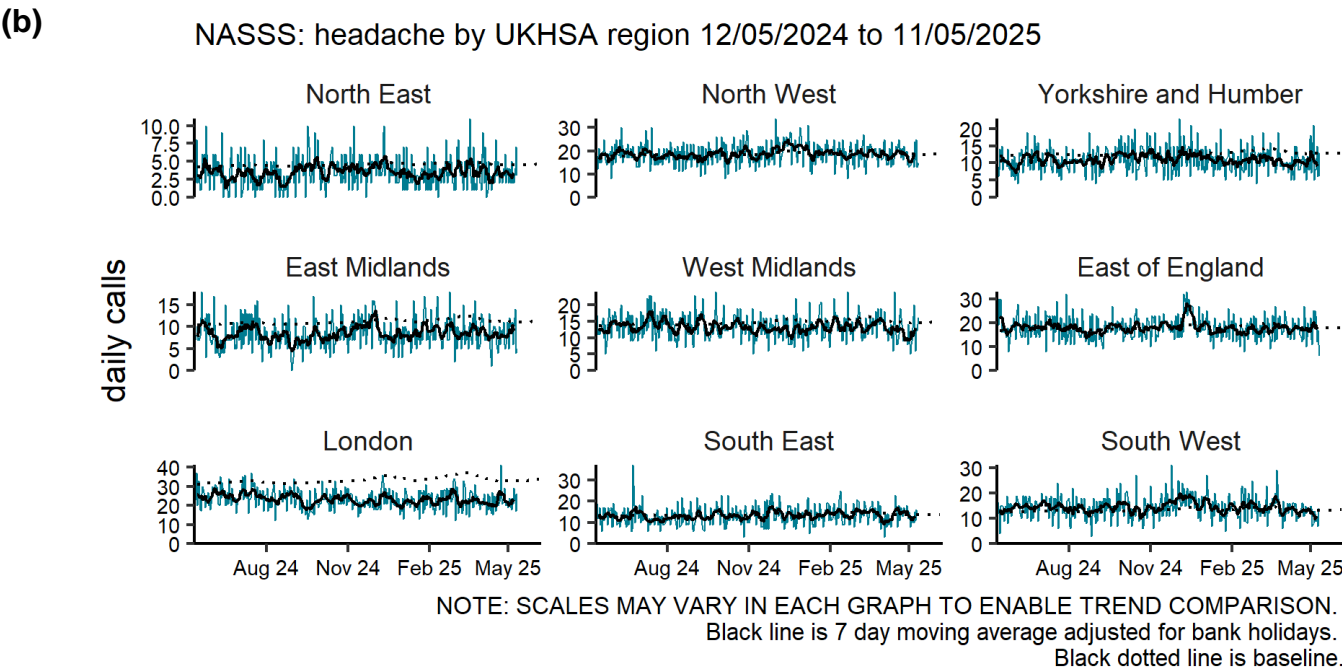 (b)
NASSS: headache by UKHSA region 12/05/2024 to 11/05/2025
North East
North West
Yorkshire and Humber
10.0
7.5
5.0
2.5
0.0
30
20
10
0
20
15
10
5
0
daily calls
East Midlands
West Midlands
East of England
15
10
5
0
20
15
10
5
0
30
20
10
0
London
South East
South West
40
30
20
10
0
30
20
10
0
30
20
10
0
Aug 24 Nov 24 Feb 25 May 25
Aug 24 Nov 24 Feb 25 May 25
Aug 24 Nov 24 Feb 25 May 25
NOTE: SCALES MAY VARY IN EACH GRAPH TO ENABLE TREND COMPARISON.
Black line is 7 day moving average adjusted for bank holidays.
Black dotted line is baseline.